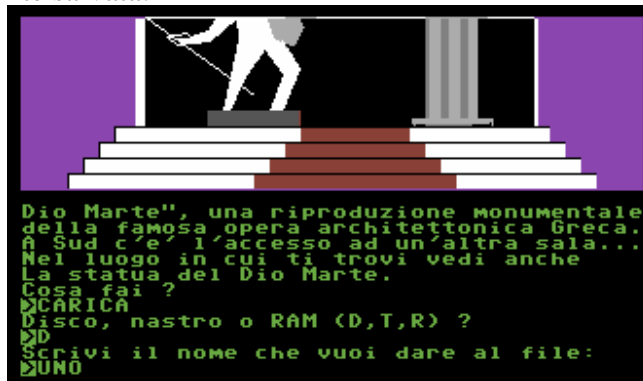 Dio Marte", una riproduzione monumentale
della famosa opera architettonica Greca.
A Sud c'e' l'accesso ad un'altra sala...
Nel luogo in cui ti trovi vedi anche
La statua del Dio Marte.
Cosa fai ?
>CARICA
Disco, nastro o RAM (D,T,R) ?
>D
Scrivi il nome che vuoi dare al file:
>UNO